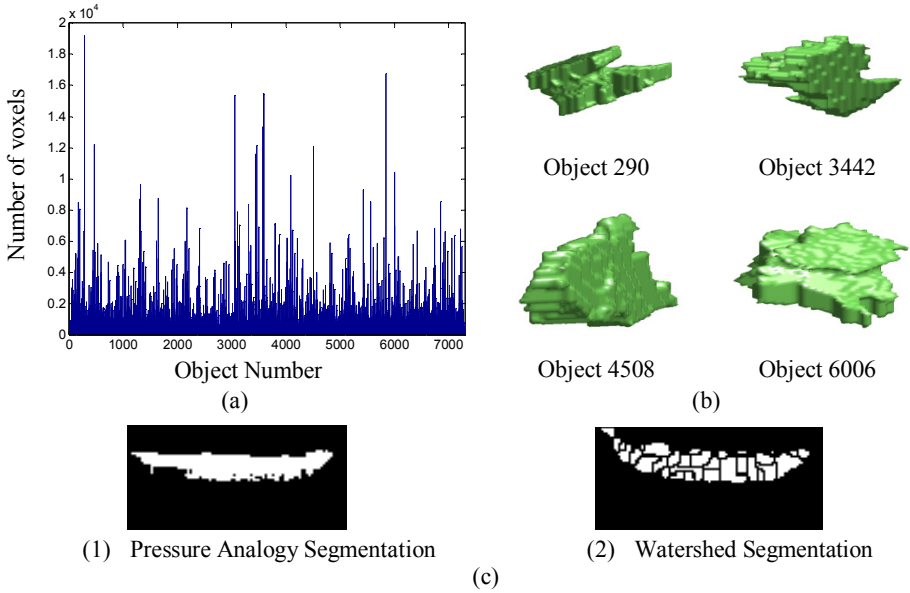 2 x 10^4
1.8
1.6
1.4
1.2
1
0.8
0.6
0.4
0.2
0
0 1000 2000 3000 4000 5000 6000 7000
Number of voxels
Object Number
(a)
Object 290
Object 3442
Object 4508
Object 6006
(b)
(1) Pressure Analogy Segmentation
(2) Watershed Segmentation
(c)